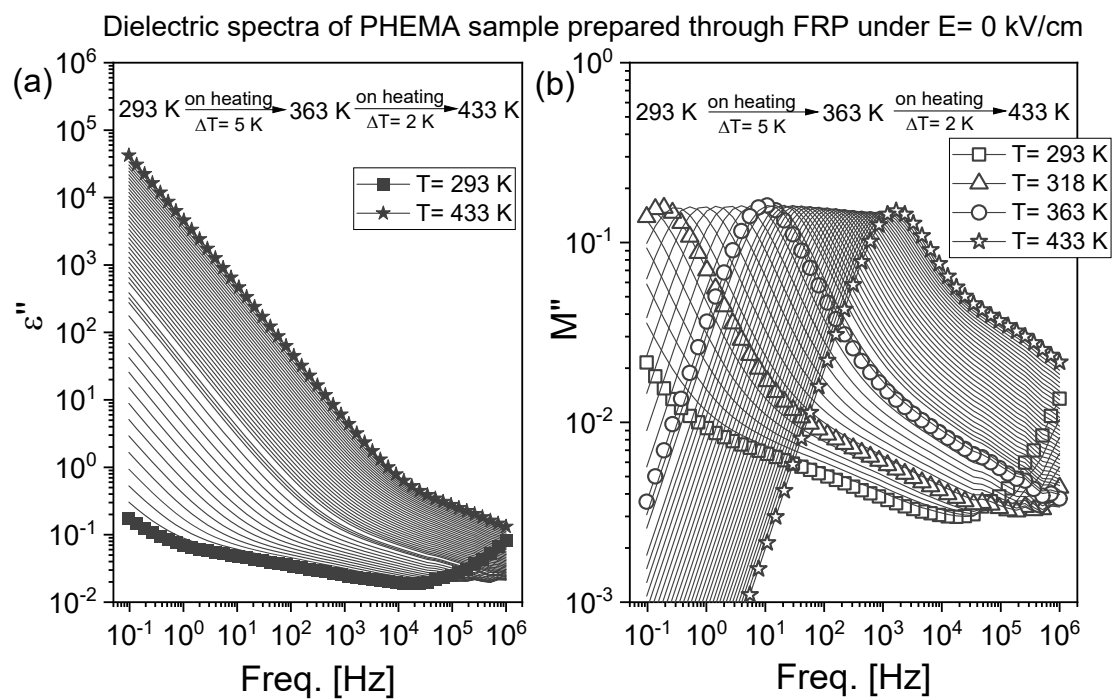 Dielectric spectra of PHEMA sample prepared through FRP under E= 0 kV/cm
(a)
10⁶
10⁵
10⁴
10³
10²
10¹
10⁰
10⁻¹
10⁻²
ε"
293 K on heating 363 K on heating 433 K
ΔT= 5 K ΔT= 2 K
T= 293 K
T= 433 K
10⁻¹ 10⁰ 10¹ 10² 10³ 10⁴ 10⁵ 10⁶
Freq. [Hz]
(b)
10⁰
10⁻¹
10⁻²
10⁻³
M"
293 K on heating 363 K on heating 433 K
ΔT= 5 K ΔT= 2 K
T= 293 K
T= 318 K
T= 363 K
T= 433 K
10⁻¹ 10⁰ 10¹ 10² 10³ 10⁴ 10⁵ 10⁶
Freq. [Hz]